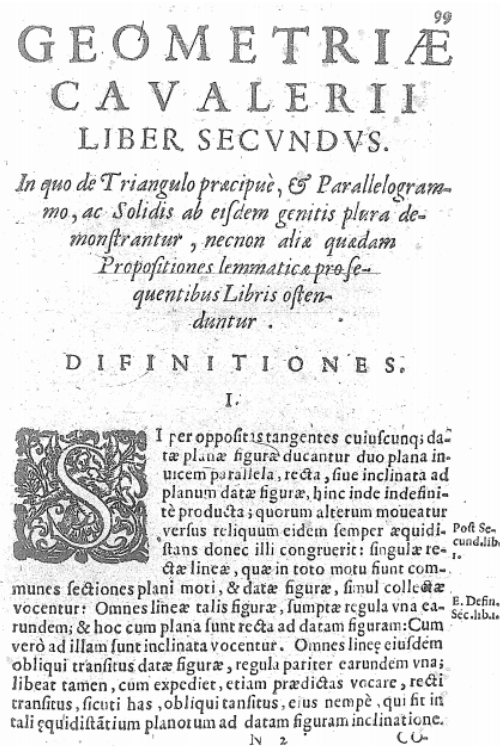 99
GEOMETRIÆ
CAVALERII
LIBER SECVNDVS.
In quo de Triangulo præcipuè, & Parallelogram-
mo, ac Solidis ab eiſdem genitis plura de-
monſtrantur, necnon aliæ quædam
Propoſitiones lemmaticæ pro ſe-
quentibus Libris oſten-
duntur.
DIFINITIONES.
I.
SI per oppoſitas tangentes cuiuſcunq; da-
tæ planæ figuræ ducantur duo plana in-
uicem parallela, recta, ſiue inclinata ad
planum datæ figuræ, hinc inde indefini-
tè producta; quorum alterum moueatur
verſus reliquum eidem ſemper æquidi-
ſtans donec illi congruerit: ſingulæ re-
ctæ lineæ, quæ in toto motu fiunt com-
munes ſectiones plani moti, & datæ figuræ, ſimul collectæ
vocentur: Omnes lineæ talis figuræ, ſumptæ regula vna ea-
rundem; & hoc cum plana ſunt recta ad datam figuram: Cum
verò ad illam ſunt inclinata vocentur. Omnes lineę eiuſdem
obliqui tranſitus datæ figuræ, regula pariter earundem vna;
libeat tamen, cum expediet, etiam prædictas vocare, recti
tranſitus, ſicuti has, obliqui tanſitus, eius nempè, qui fit in
tali ęquidiſtãtium planorum ad datam figuram inclinatione.
Poſt Se-
cund.lib.
1.
E. Defin.
Sec.lib.1.
N 2
CO-